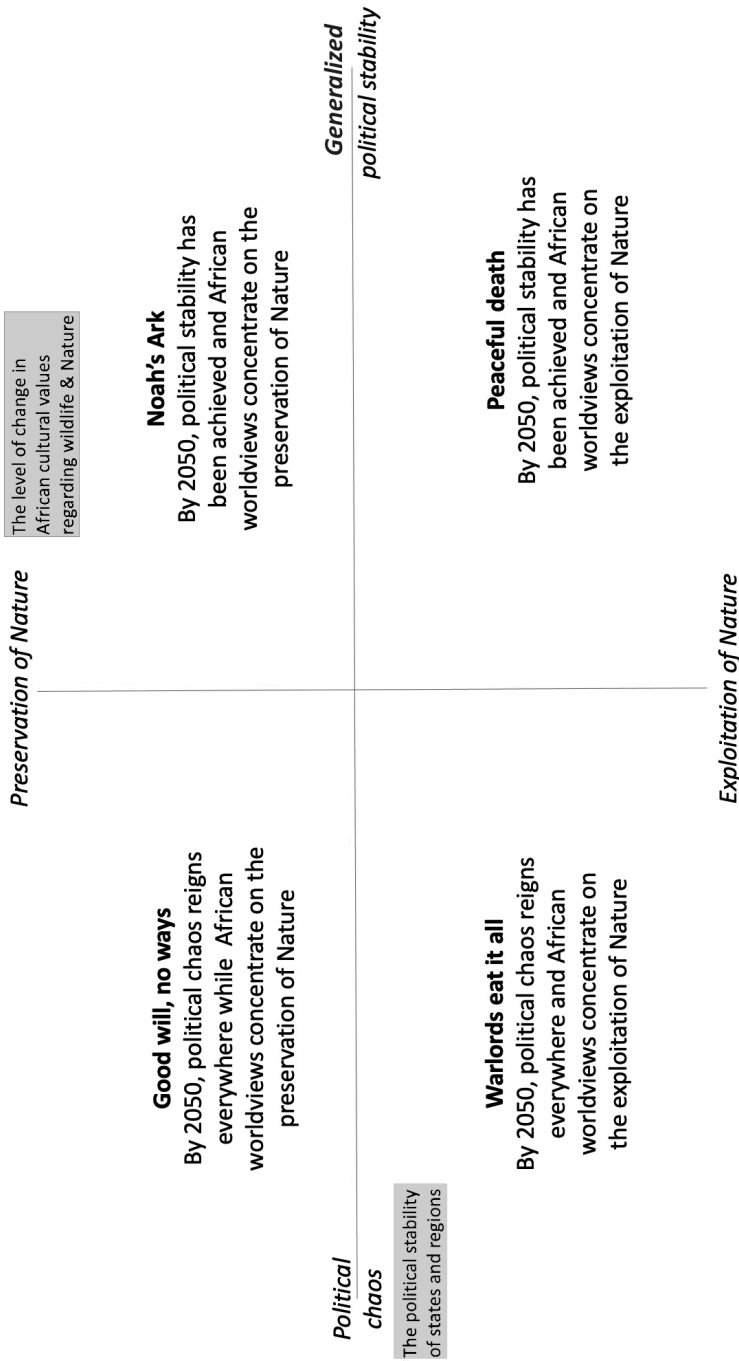 Preservation of Nature
The level of change in
African cultural values
regarding wildlife & Nature
Good will, no ways
By 2050, political chaos reigns
everywhere while African
worldviews concentrate on the
preservation of Nature
Noah's Ark
By 2050, political stability has
been achieved and African
worldviews concentrate on the
preservation of Nature
Political
chaos
Generalized
political stability
The political stability
of states and regions
Warlords eat it all
By 2050, political chaos reigns
everywhere and African
worldviews concentrate on
the exploitation of Nature
Peaceful death
By 2050, political stability has
been achieved and African
worldviews concentrate on
the exploitation of Nature
Exploitation of Nature